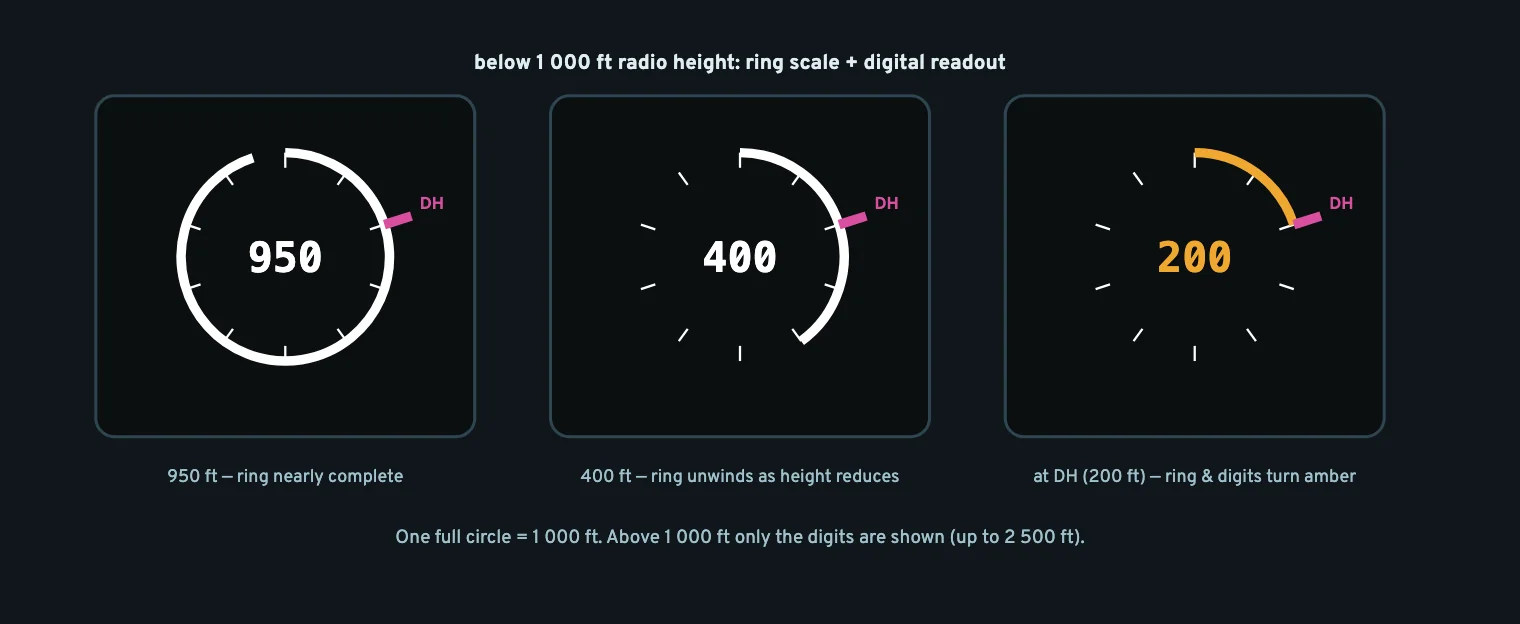 below 1 000 ft radio height: ring scale + digital readout
DH
950
DH
400
DH
200
950 ft – ring nearly complete
400 ft – ring unwinds as height reduces
at DH (200 ft) – ring & digits turn amber
One full circle = 1 000 ft. Above 1 000 ft only the digits are shown (up to 2 500 ft).